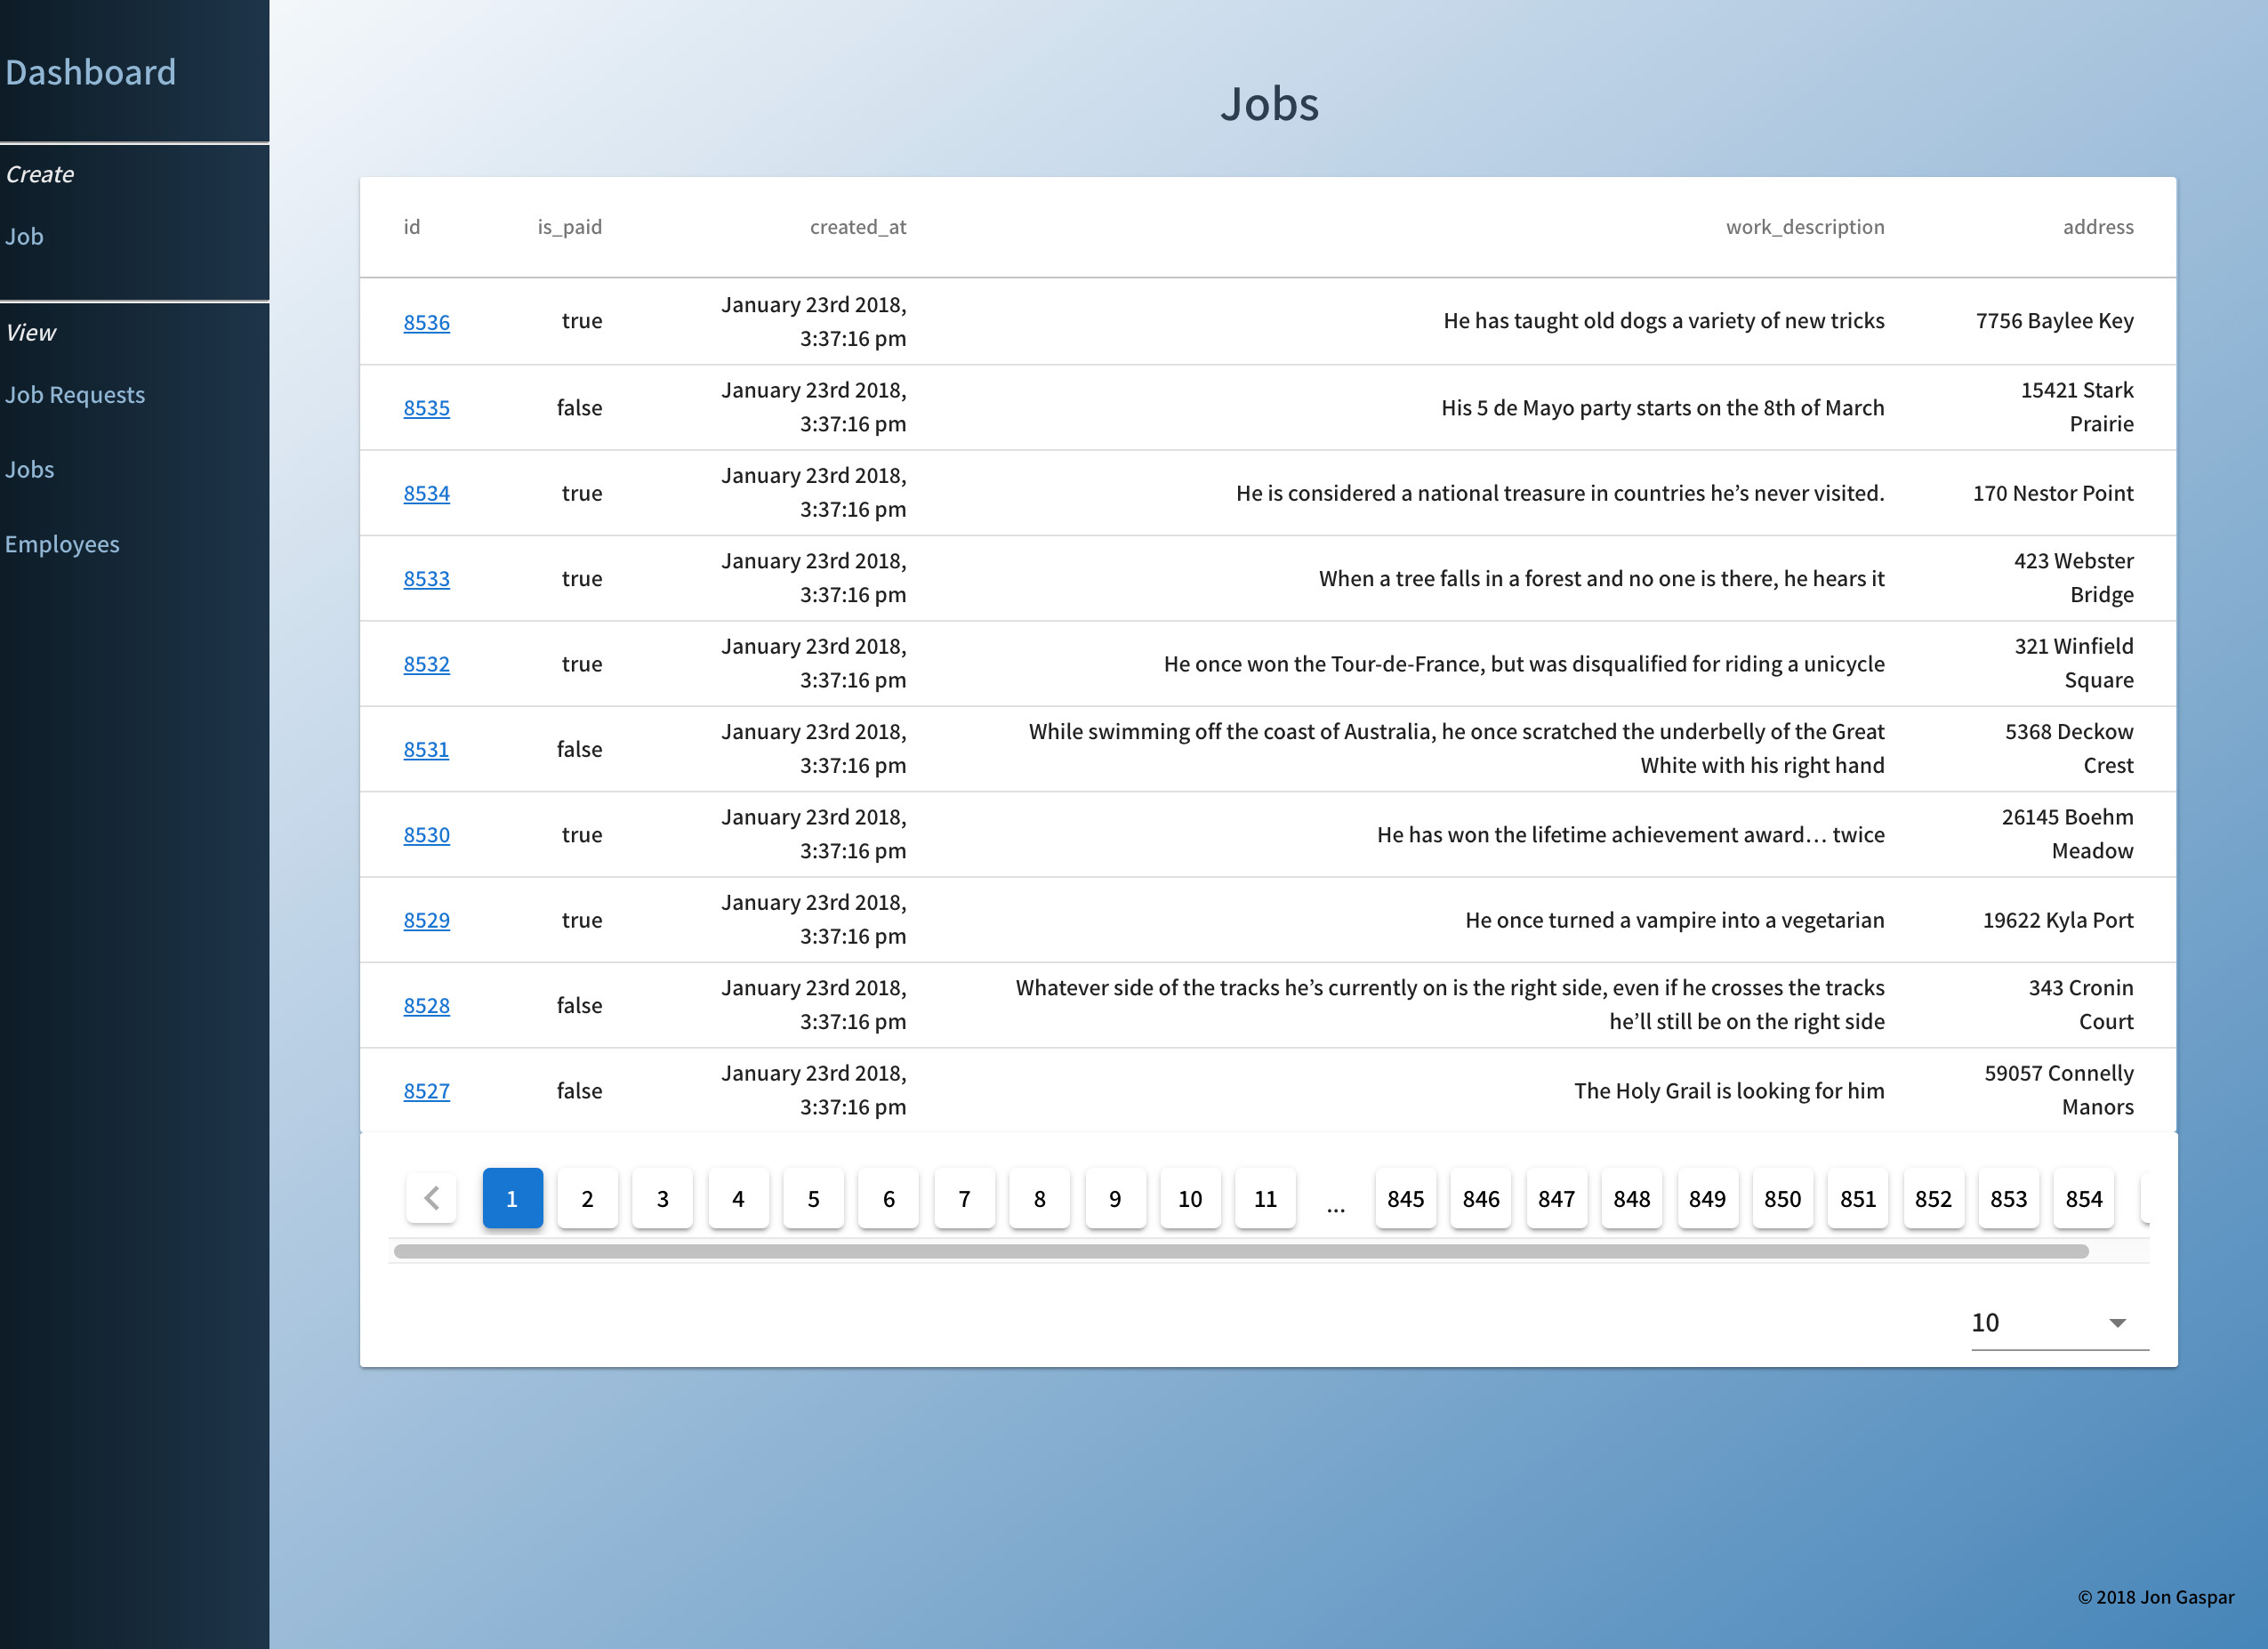 Dashboard
Create
Job
View
Job Requests
Jobs
Employees
Jobs
id is_paid created_at work_description address
8536 true January 23rd 2018, 3:37:16 pm He has taught old dogs a variety of new tricks 7756 Baylee Key
8535 false January 23rd 2018, 3:37:16 pm His 5 de Mayo party starts on the 8th of March 15421 Stark Prairie
8534 true January 23rd 2018, 3:37:16 pm He is considered a national treasure in countries he’s never visited. 170 Nestor Point
8533 true January 23rd 2018, 3:37:16 pm When a tree falls in a forest and no one is there, he hears it 423 Webster Bridge
8532 true January 23rd 2018, 3:37:16 pm He once won the Tour-de-France, but was disqualified for riding a unicycle 321 Winfield Square
8531 false January 23rd 2018, 3:37:16 pm While swimming off the coast of Australia, he once scratched the underbelly of the Great White with his right hand 5368 Deckow Crest
8530 true January 23rd 2018, 3:37:16 pm He has won the lifetime achievement award… twice 26145 Boehm Meadow
8529 true January 23rd 2018, 3:37:16 pm He once turned a vampire into a vegetarian 19622 Kyla Port
8528 false January 23rd 2018, 3:37:16 pm Whatever side of the tracks he’s currently on is the right side, even if he crosses the tracks he’ll still be on the right side 343 Cronin Court
8527 false January 23rd 2018, 3:37:16 pm The Holy Grail is looking for him 59057 Connelly Manors
1 2 3 4 5 6 7 8 9 10 11 ... 845 846 847 848 849 850 851 852 853 854
10
© 2018 Jon Gaspar